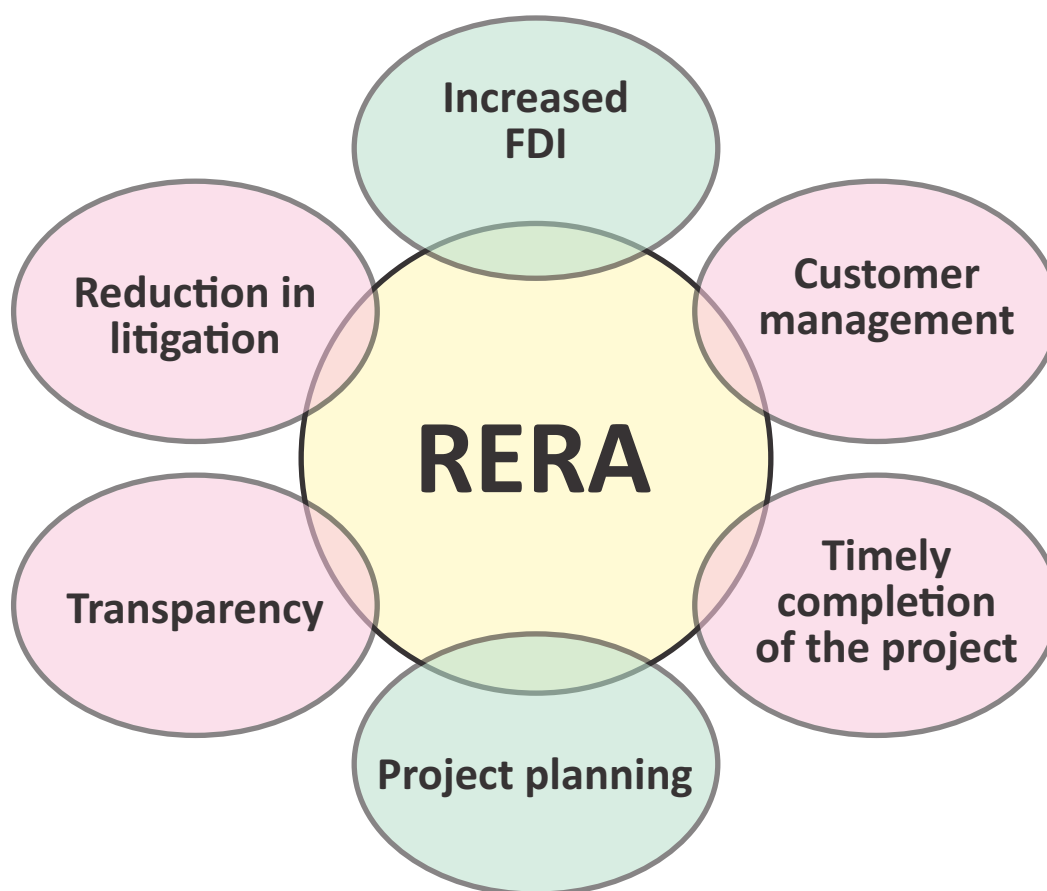 Increased
FDI
Customer
management
Timely
completion
of the project
Project planning
Transparency
Reduction in
litigation
RERA